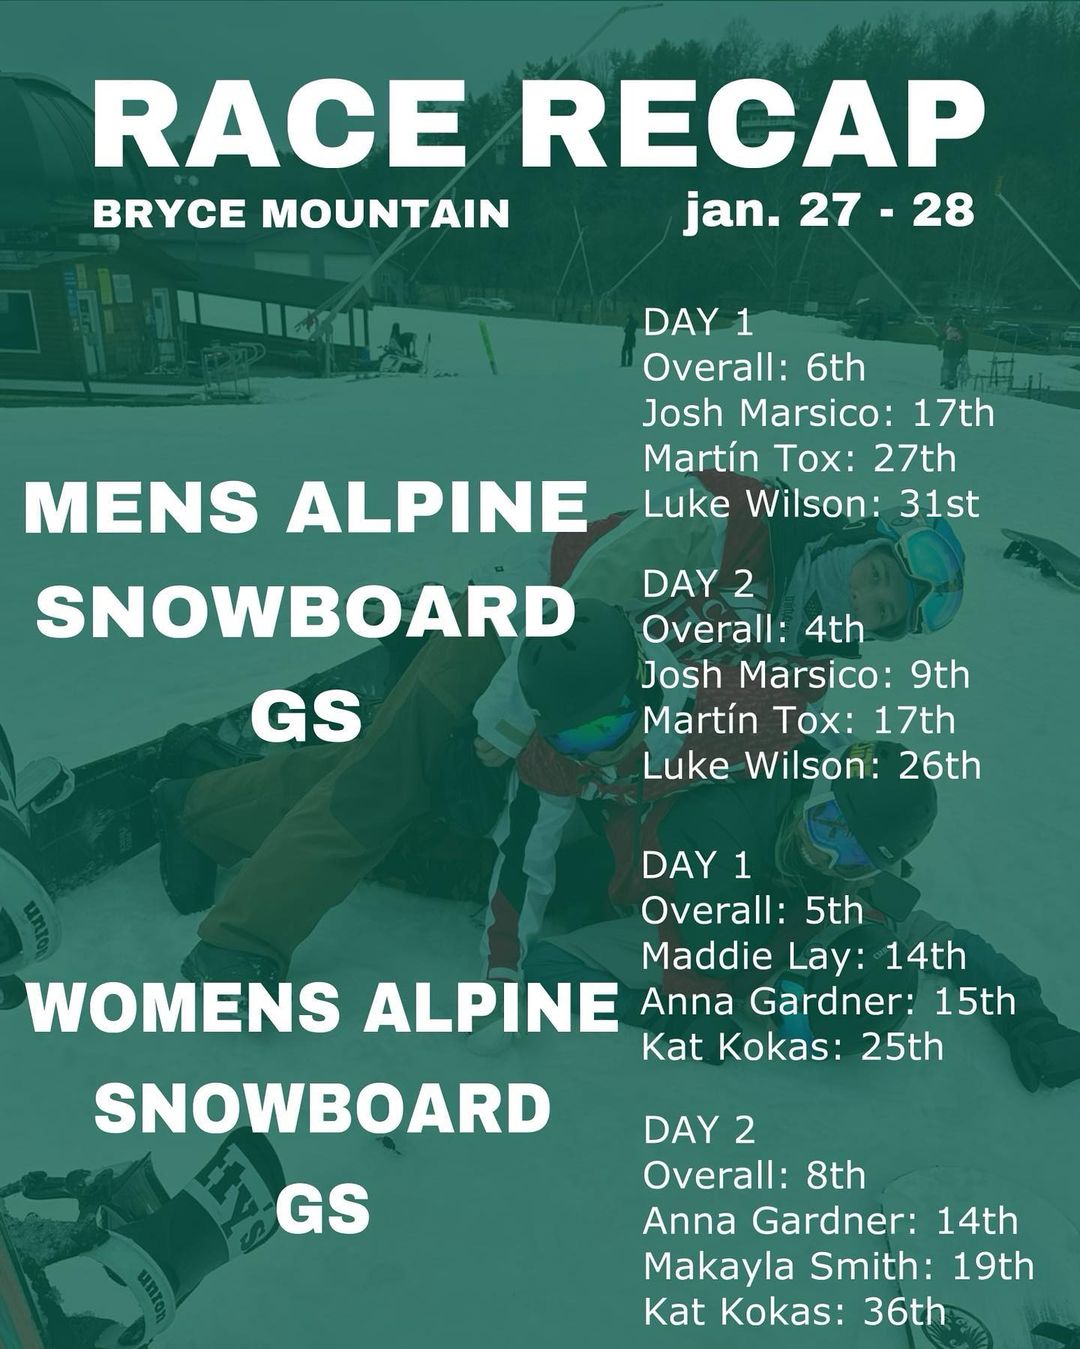 RACE RECAP
BRYCE MOUNTAIN
jan. 27 - 28
MENS ALPINE
SNOWBOARD
GS
DAY 1
Overall: 6th
Josh Marsico: 17th
Martín Tox: 27th
Luke Wilson: 31st
DAY 2
Overall: 4th
Josh Marsico: 9th
Martín Tox: 17th
Luke Wilson: 26th
WOMENS ALPINE
SNOWBOARD
GS
DAY 1
Overall: 5th
Maddie Lay: 14th
Anna Gardner: 15th
Kat Kokas: 25th
DAY 2
Overall: 8th
Anna Gardner: 14th
Makayla Smith: 19th
Kat Kokas: 36th
union
HY'S
union